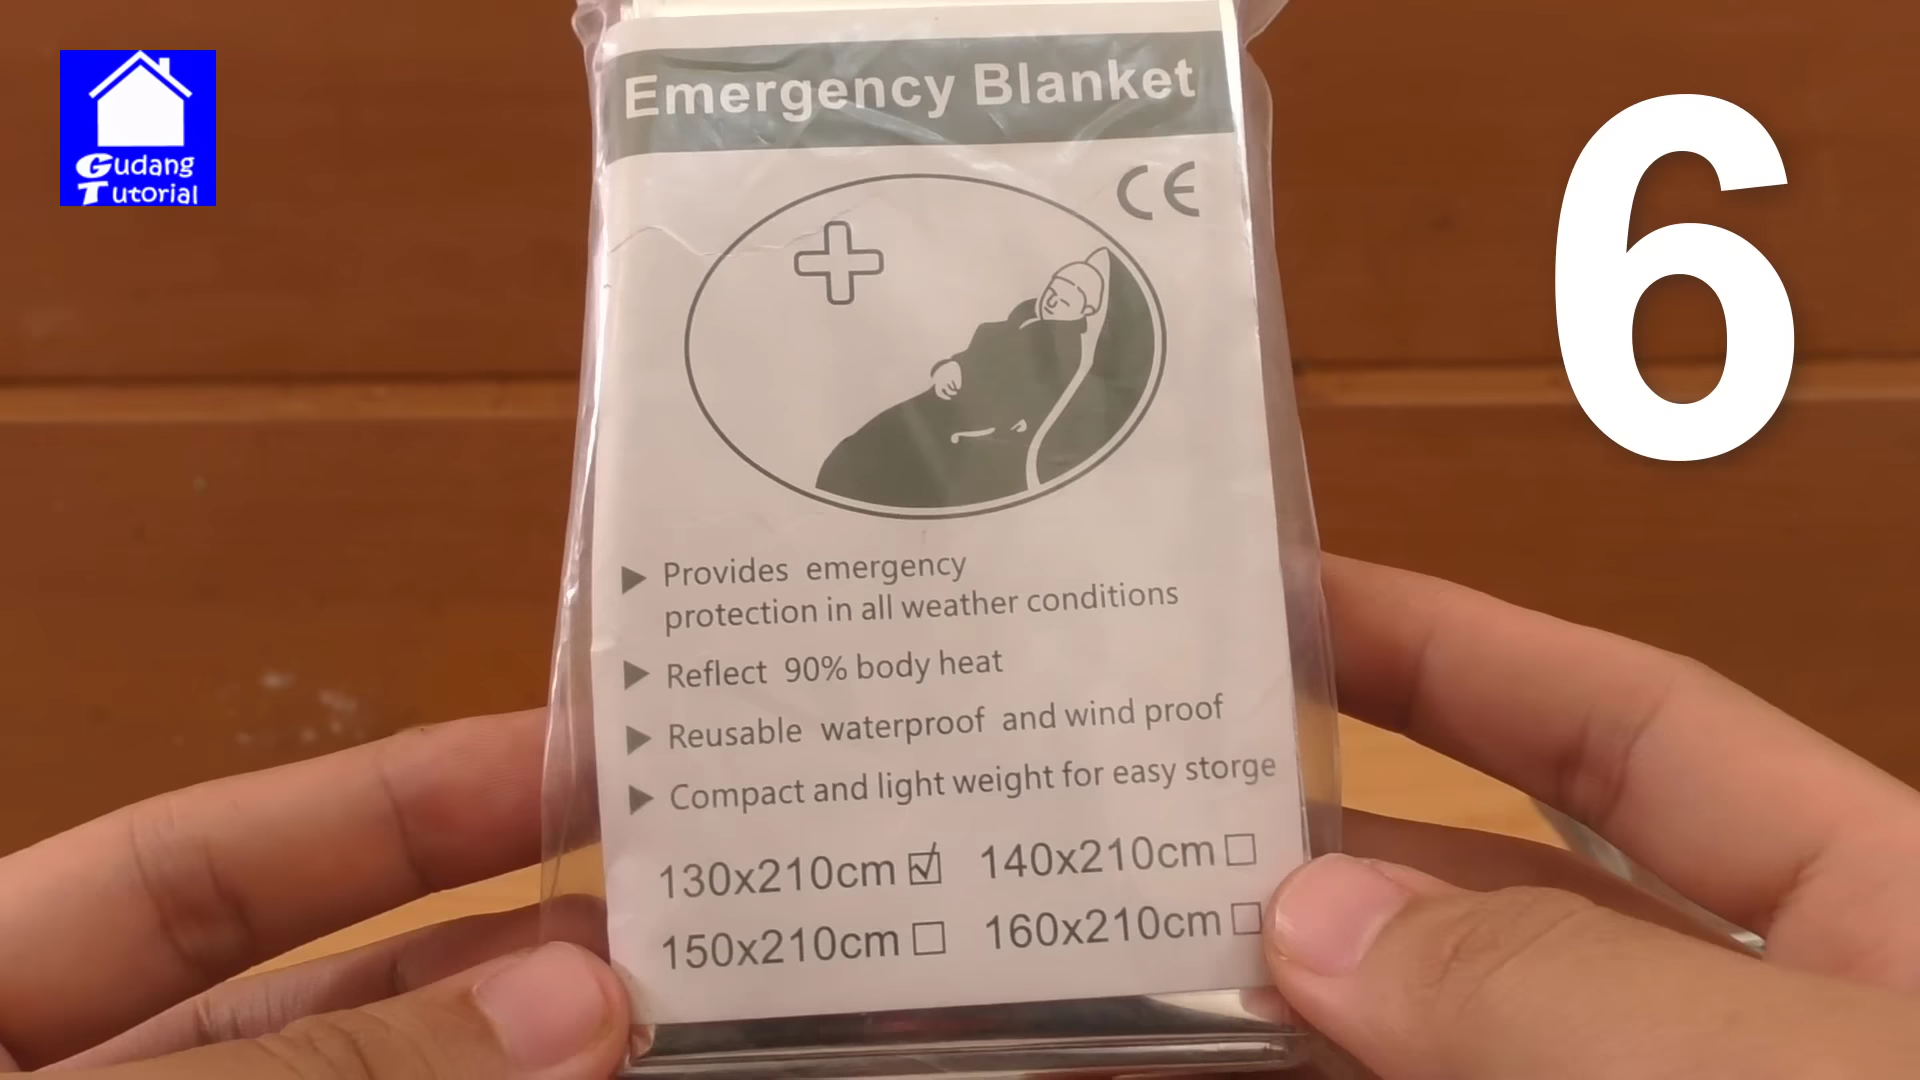 Gudang
Tutorial
6
Emergency Blanket
CE
Provides emergency
protection in all weather conditions
Reflect 90% body heat
Reusable waterproof and wind proof
Compact and light weight for easy storge
130x210cm 140x210cm
150x210cm 160x210cm